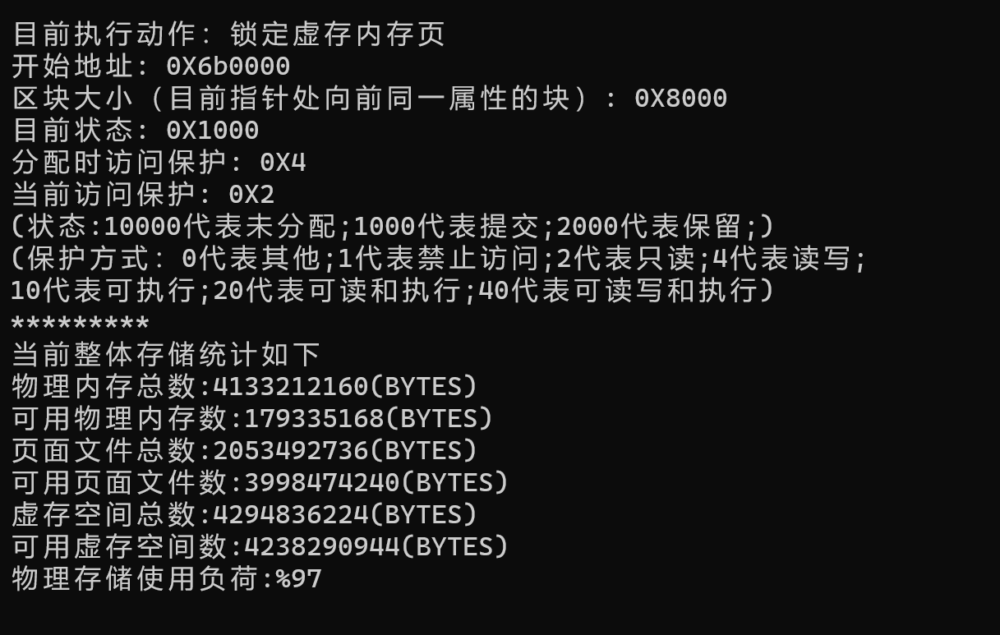 目前执行动作: 锁定虚存内存页
开始地址: 0X6b0000
区块大小 (目前指针处向前同一属性的块) : 0X8000
目前状态: 0X1000
分配时访问保护: 0X4
当前访问保护: 0X2
(状态:10000代表未分配;1000代表提交;2000代表保留;)
(保护方式: 0代表其他;1代表禁止访问;2代表只读;4代表读写;
10代表可执行;20代表可读和执行;40代表可读写和执行)
*********
当前整体存储统计如下
物理内存总数:4133212160(BYTES)
可用物理内存数:179335168(BYTES)
页面文件总数:2053492736(BYTES)
可用页面文件数:3998474240(BYTES)
虚存空间总数:4294836224(BYTES)
可用虚存空间数:4238290944(BYTES)
物理存储使用负荷:%97